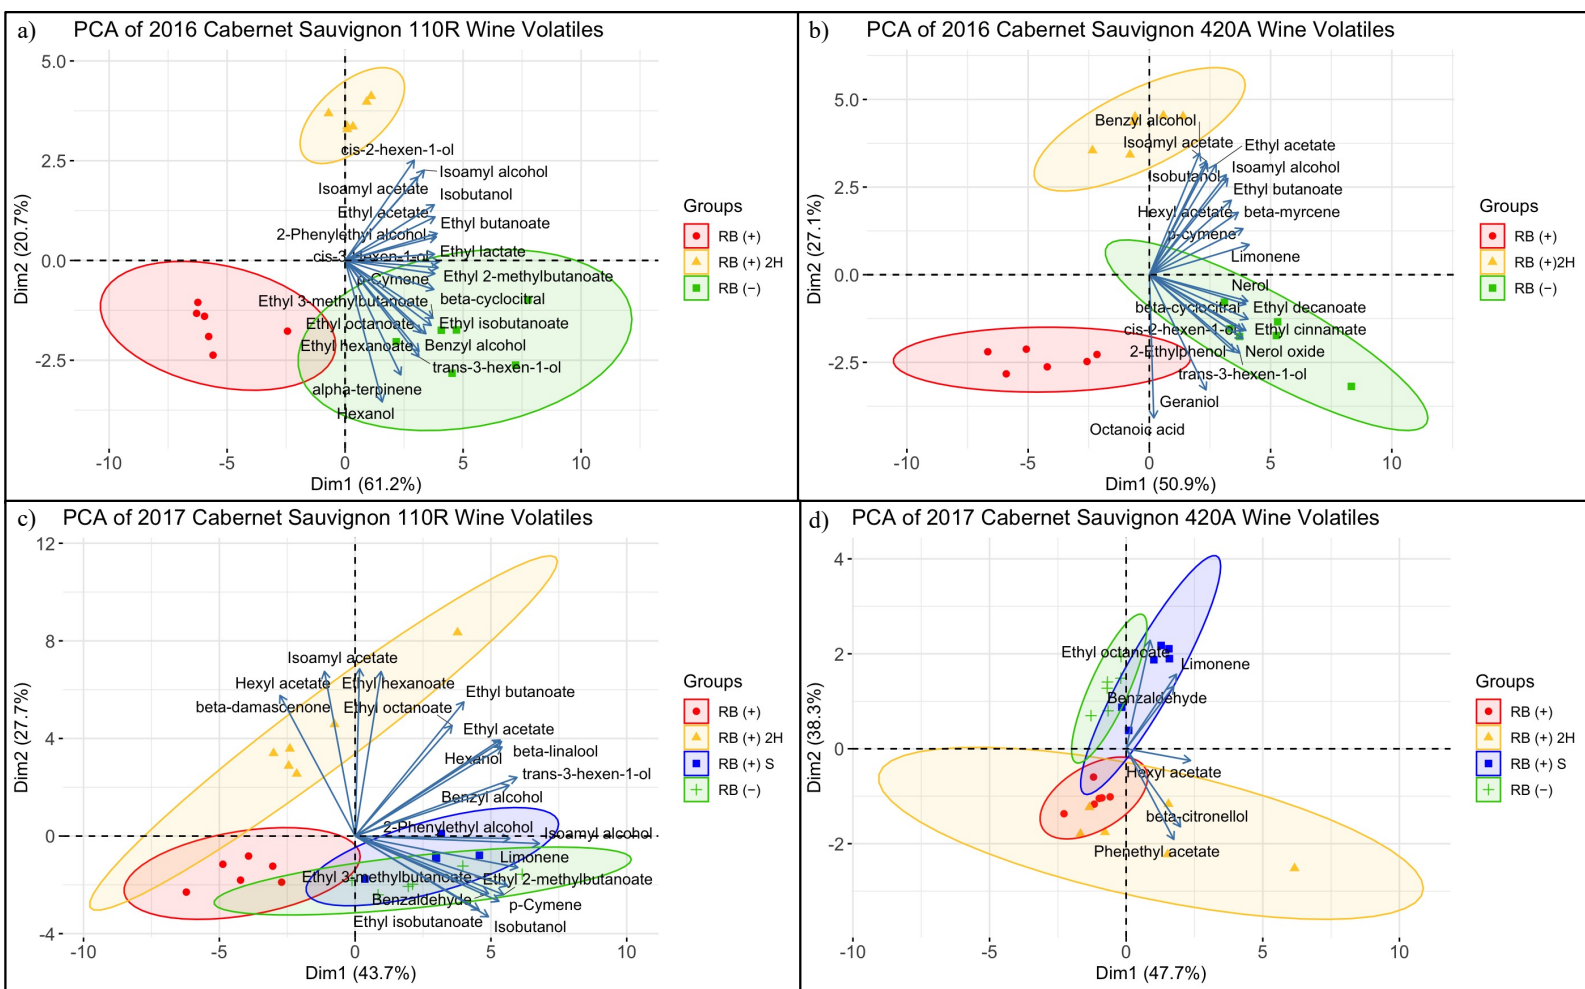 a) PCA of 2016 Cabernet Sauvignon 110R Wine Volatiles
5.0
2.5
0.0
-2.5
Dim2 (20.7%)
cis-2-hexen-1-ol
Isoamyl alcohol
Isoamyl acetate
Isobutanol
Ethyl acetate
Ethyl butanoate
2-Phenylethyl alcohol
Ethyl lactate
cis-3-hexen-1-ol
p-Cymene
Ethyl 2-methylbutanoate
Ethyl 3-methylbutanoate
beta-cyclocitral
Ethyl octanoate
Ethyl isobutanoate
Ethyl hexanoate
Benzyl alcohol
trans-3-hexen-1-ol
alpha-terpinene
Hexanol
-10 -5 0 5 10
Dim1 (61.2%)
Groups
RB (+)
RB (+) 2H
RB (−)
b) PCA of 2016 Cabernet Sauvignon 420A Wine Volatiles
5.0
2.5
0.0
-2.5
Dim2 (27.1%)
Benzyl alcohol
Isoamyl acetate
Ethyl acetate
Isoamyl alcohol
Isobutanol
Ethyl butanoate
Hexyl acetate
beta-myrcene
p-cymene
Limonene
Nerol
beta-cyclocitral
Ethyl decanoate
cis-2-hexen-1-ol
Ethyl cinnamate
2-Ethylphenol
Nerol oxide
trans-3-hexen-1-ol
Geraniol
Octanoic acid
-10 -5 0 5 10
Dim1 (50.9%)
Groups
RB (+)
RB (+)2H
RB (−)
c) PCA of 2017 Cabernet Sauvignon 110R Wine Volatiles
12
8
4
0
-4
Dim2 (27.7%)
Isoamyl acetate
Hexyl acetate
Ethyl hexanoate
Ethyl butanoate
beta-damascenone
Ethyl octanoate
Ethyl acetate
beta-linalool
Hexanol
trans-3-hexen-1-ol
Benzyl alcohol
2-Phenylethyl alcohol
Isoamyl alcohol
Limonene
Ethyl 3-methylbutanoate
Ethyl 2-methylbutanoate
Benzaldehyde
p-Cymene
Ethyl isobutanoate
Isobutanol
-10 -5 0 5 10
Dim1 (43.7%)
Groups
RB (+)
RB (+) 2H
RB (+) S
RB (−)
d) PCA of 2017 Cabernet Sauvignon 420A Wine Volatiles
4
2
0
-2
Dim2 (38.3%)
Ethyl octanoate
Limonene
Benzaldehyde
Hexyl acetate
beta-citronellol
Phenethyl acetate
-10 -5 0 5 10
Dim1 (47.7%)
Groups
RB (+)
RB (+) 2H
RB (+) S
RB (−)